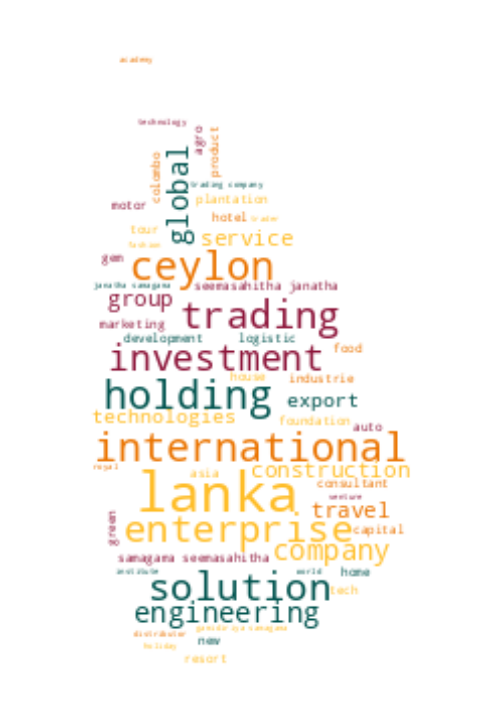 academy
technology
agro
product
colombo
global
trading company
plantation
motor
hotel trader
tour
service
fashion
gem
ceylon
janatha samagama
seemasahitha janatha
group
trading
marketing
development
logistic
food
investment
house
industrie
holding
export
technologies
foundation
auto
international
royal
asia
construction
lanka
consultant
venture
travel
green
enterprise
capital
company
samagama seemasahitha
institute
world
home
solution
tech
engineering
distributor
new
holiday
resort